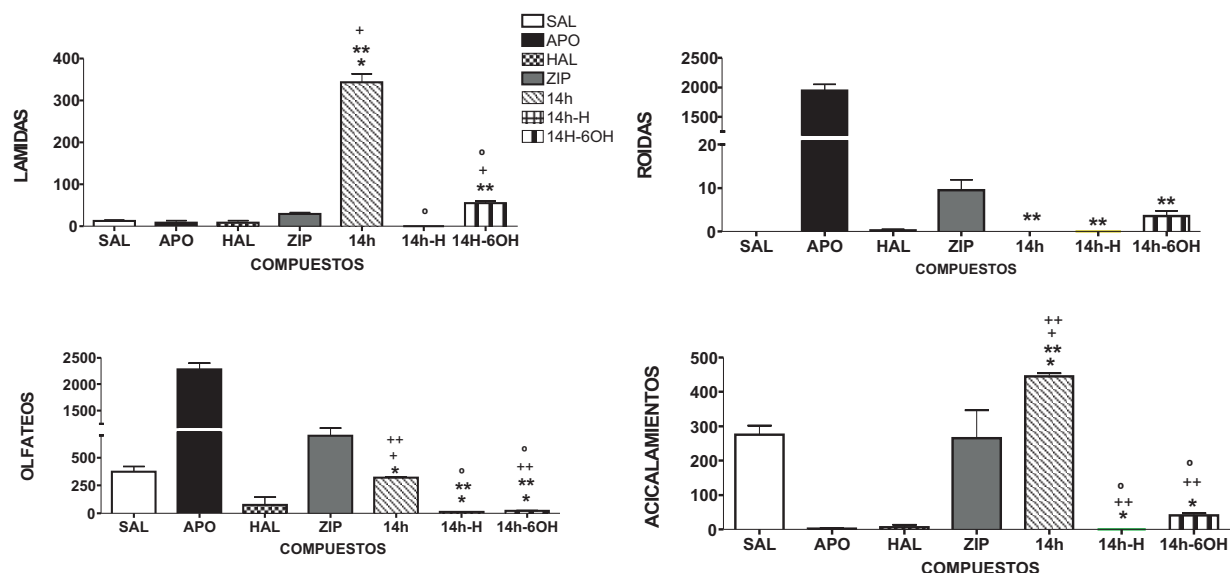 SAL
APO
HAL
ZIP
14h
14h-H
14H-6OH
LAMIDAS
400
300
200
100
0
+
**
*
°
°
+
**
SAL APO HAL ZIP 14h 14h-H 14H-6OH
COMPUESTOS
ROIDAS
2500
2000
1500
20
10
0
** ** **
SAL APO HAL ZIP 14h 14h-H 14h-6OH
COMPUESTOS
OLFATEOS
2500
2000
1500
500
250
0
++
+
*
°
**
*
°
++
**
*
SAL APO HAL ZIP 14h 14h-H 14h-6OH
COMPUESTOS
ACICALAMIENTOS
500
400
300
200
100
0
++
+
**
*
°
++
*
°
++
*
SAL APO HAL ZIP 14h 14h-H 14h-6OH
COMPUESTOS